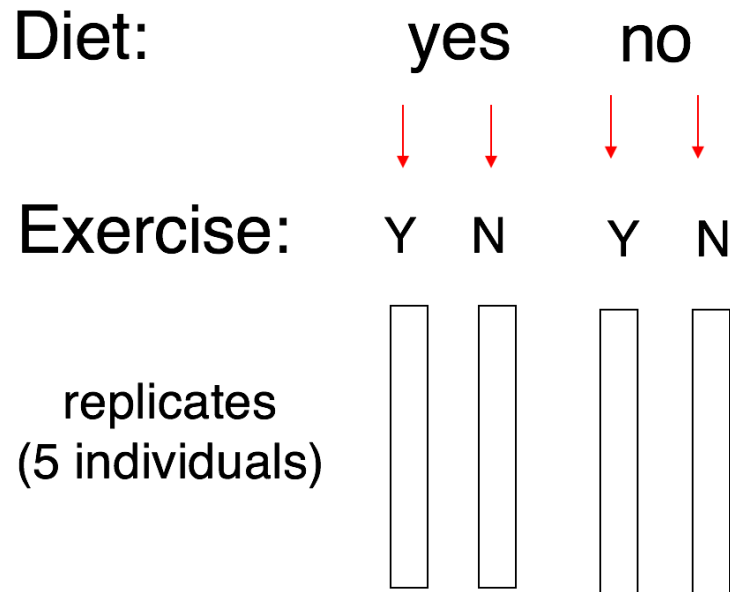 Diet: yes no
Exercise: Y N Y N
replicates
(5 individuals)